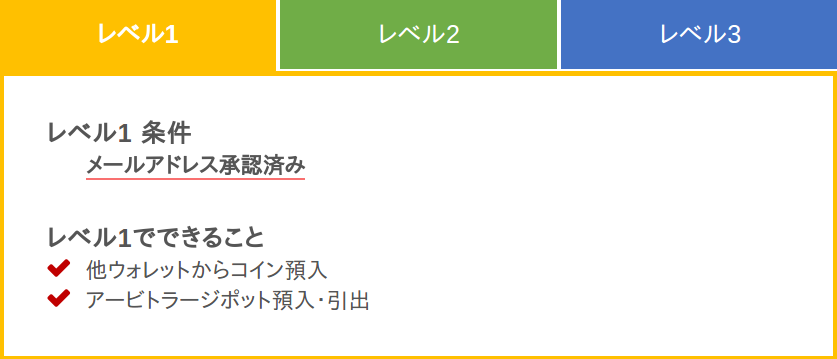 レベル1
レベル2
レベル3
レベル1 条件
メールアドレス承認済み
レベル1でできること
他ウォレットからコイン預入
アービトラージポット預入・引出